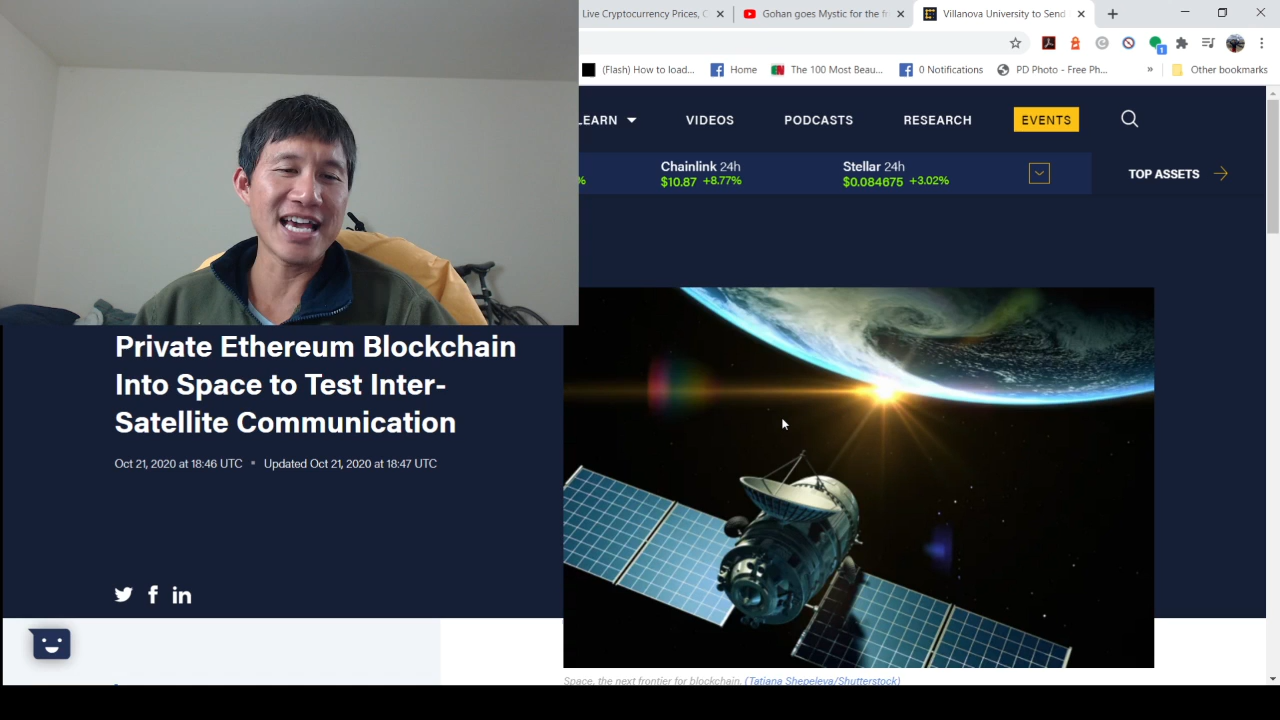 Live Cryptocurrency Prices, C
Gohan goes Mystic for the f
Villanova University to Send
1
(Flash) How to load...
Home
The 100 Most Beau...
0 Notifications
PD Photo - Free Ph...
»
Other bookmarks
LEARN
VIDEOS
PODCASTS
RESEARCH
EVENTS
%
Chainlink 24h
$10.87 +8.77%
Stellar 24h
$0.084675 +3.02%
TOP ASSETS
Private Ethereum Blockchain
Into Space to Test Inter-
Satellite Communication
Oct 21, 2020 at 18:46 UTC ▪ Updated Oct 21, 2020 at 18:47 UTC
Space, the next frontier for blockchain. (Tatiana Shepeleva/Shutterstock)